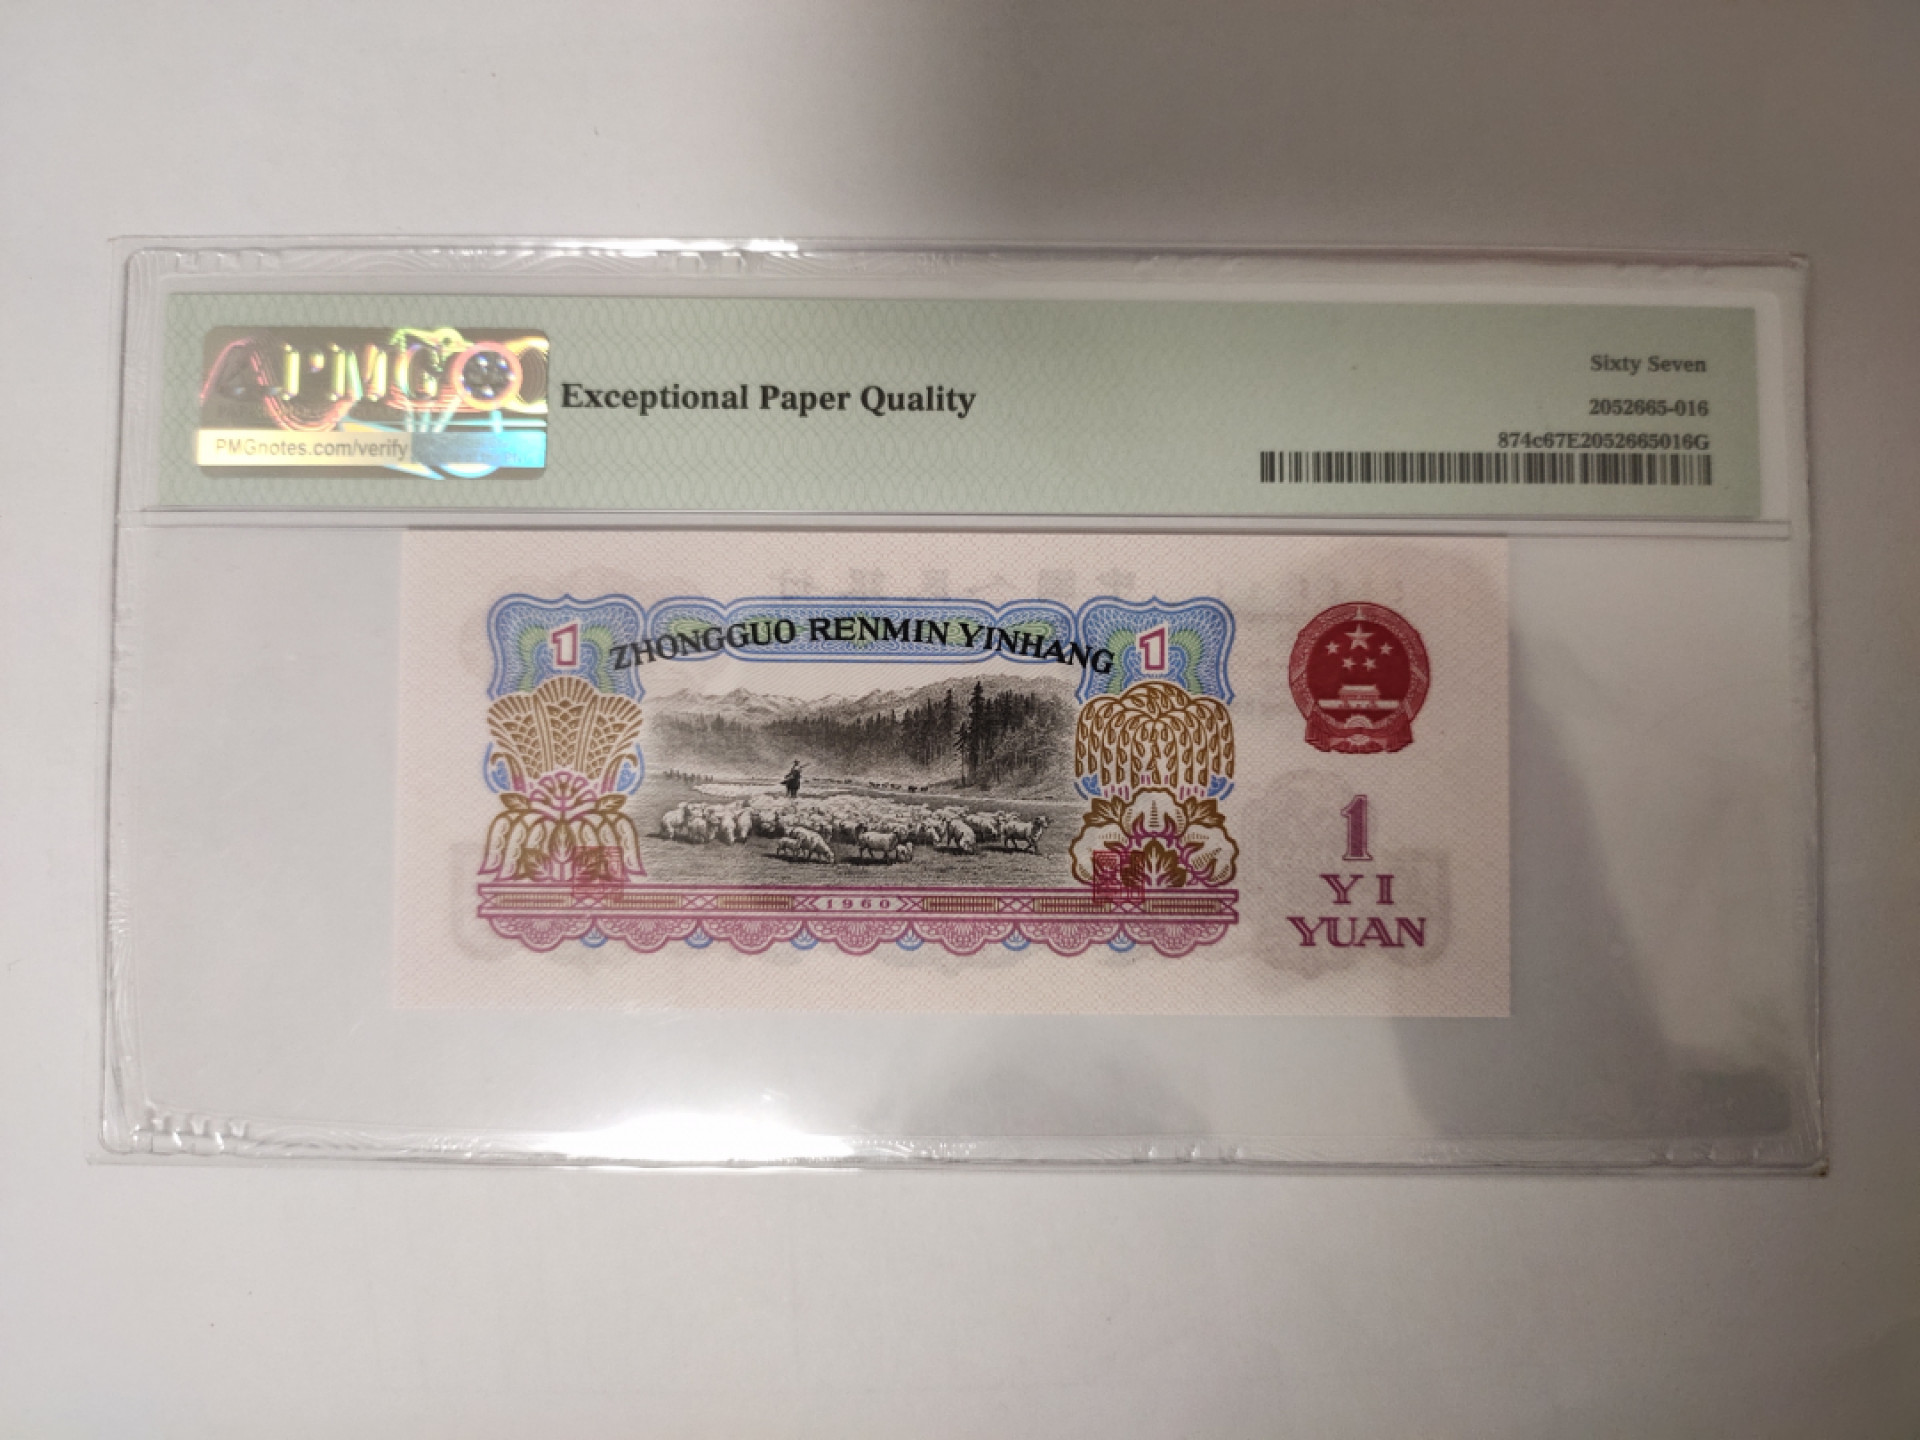 PMG
PMGnotes.com/verify
Exceptional Paper Quality
Sixty Seven
2052665-016
874c67E2052665016G
1 ZHONGGUO RENMIN YINHANG 1
1960
1
YI
YUAN